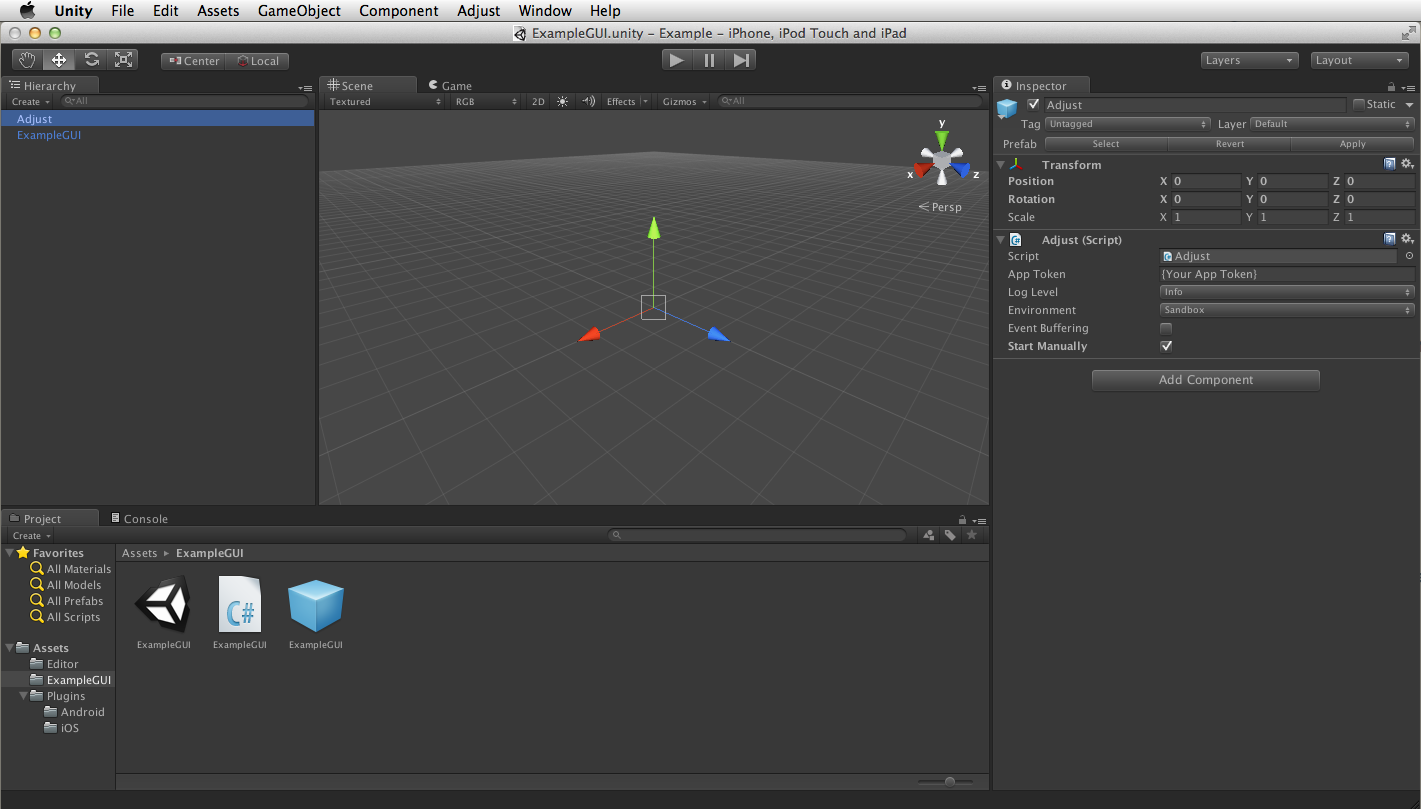 Unity File Edit Assets GameObject Component Adjust Window Help
ExampleGUI.unity – Example – iPhone, iPod Touch and iPad
Center Local
Layers Layout
Hierarchy
Create All
Adjust
ExampleGUI
Scene Game
Textured RGB 2D Effects Gizmos All
y
x z
Persp
Inspector
Adjust Static
Tag Untagged Layer Default
Prefab Select Revert Apply
Transform
Position X 0 Y 0 Z 0
Rotation X 0 Y 0 Z 0
Scale X 1 Y 1 Z 1
C# Adjust (Script)
Script Adjust
App Token {Your App Token}
Log Level Info
Environment Sandbox
Event Buffering
Start Manually
Add Component
Project Console
Create
Favorites
All Materials
All Models
All Prefabs
All Scripts
Assets
Editor
ExampleGUI
Plugins
Android
iOS
Assets ▸ ExampleGUI
C#
ExampleGUI ExampleGUI ExampleGUI